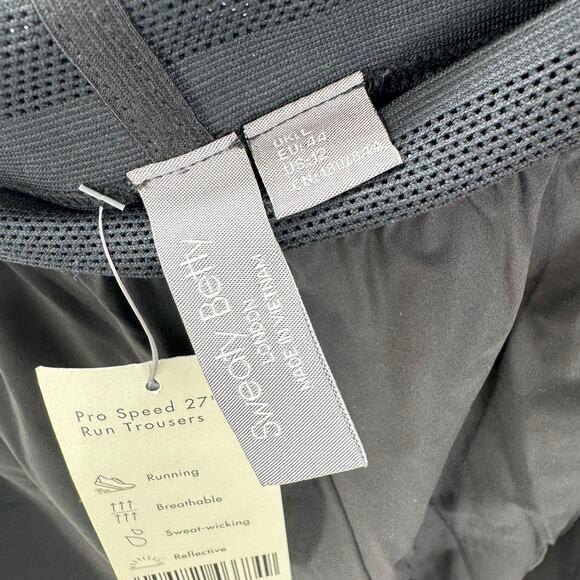 UK: L
EU: 44
US: 12
Sweaty Betty
LONDON
MADE IN VIETNAM
Pro Speed 27"
Run Trousers
Running
Breathable
Sweat-wicking
Reflective